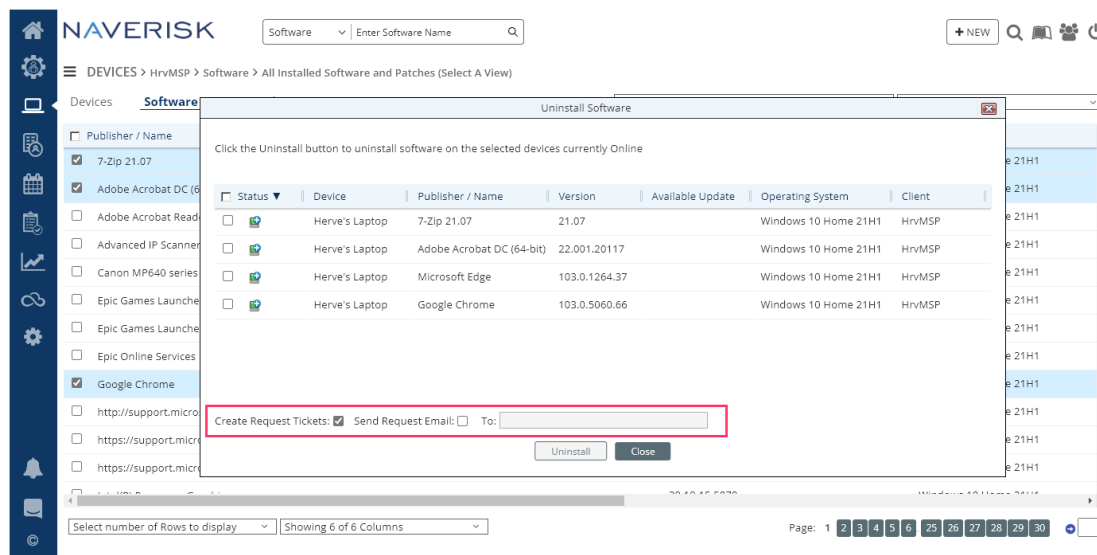 NAVERISK
Software
Enter Software Name
+ NEW
DEVICES > HrvMSP > Software > All Installed Software and Patches (Select A View)
Devices Software
Uninstall Software
Publisher / Name
Click the Uninstall button to uninstall software on the selected devices currently Online
7-Zip 21.07
e 21H1
Adobe Acrobat DC (6
e 21H1
Status ▼ Device Publisher / Name Version Available Update Operating System Client
Adobe Acrobat Read
e 21H1
Herve's Laptop 7-Zip 21.07 21.07 Windows 10 Home 21H1 HrvMSP
Advanced IP Scanner
e 21H1
Herve's Laptop Adobe Acrobat DC (64-bit) 22.001.20117 Windows 10 Home 21H1 HrvMSP
Canon MP640 series
e 21H1
Herve's Laptop Microsoft Edge 103.0.1264.37 Windows 10 Home 21H1 HrvMSP
Epic Games Launche
e 21H1
Herve's Laptop Google Chrome 103.0.5060.66 Windows 10 Home 21H1 HrvMSP
Epic Games Launche
e 21H1
Epic Online Services
e 21H1
Google Chrome
e 21H1
http://support.micro
e 21H1
Create Request Tickets: Send Request Email: To:
https://support.micr
e 21H1
Uninstall Close
https://support.micr
e 21H1
Select number of Rows to display
Showing 6 of 6 Columns
Page: 1 2 3 4 5 6 25 26 27 28 29 30
©